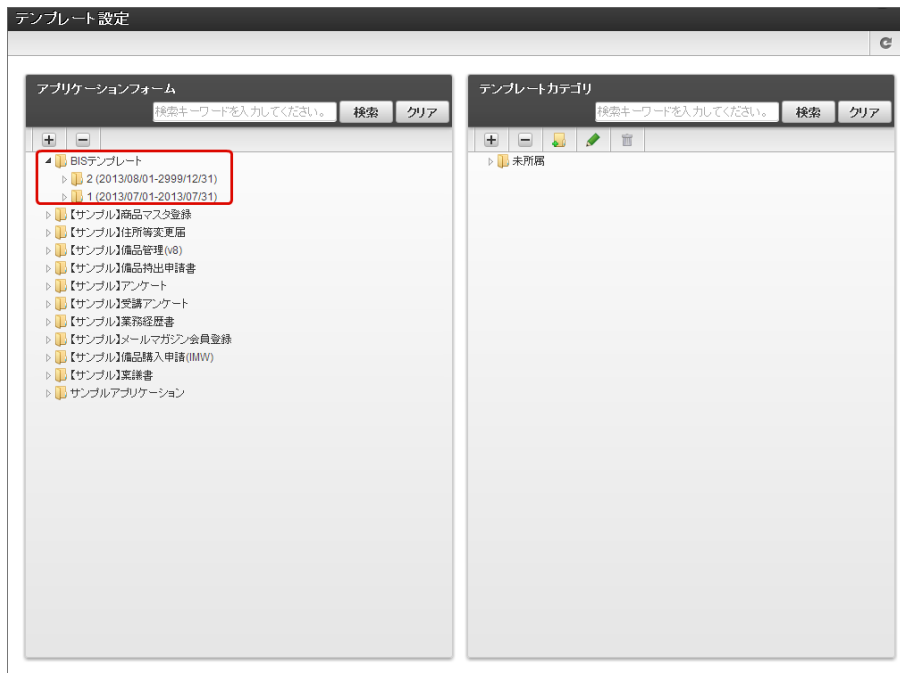 テンプレート設定
アプリケーションフォーム
検索キーワードを入力してください。 検索 クリア
BISテンプレート
2 (2013/08/01-2999/12/31)
1 (2013/07/01-2013/07/31)
【サンプル】商品マスタ登録
【サンプル】住所等変更届
【サンプル】備品管理(v8)
【サンプル】備品持出申請書
【サンプル】アンケート
【サンプル】受講アンケート
【サンプル】業務経歴書
【サンプル】メールマガジン会員登録
【サンプル】備品購入申請(IMW)
【サンプル】稟議書
サンプルアプリケーション
テンプレートカテゴリ
検索キーワードを入力してください。 検索 クリア
未所属